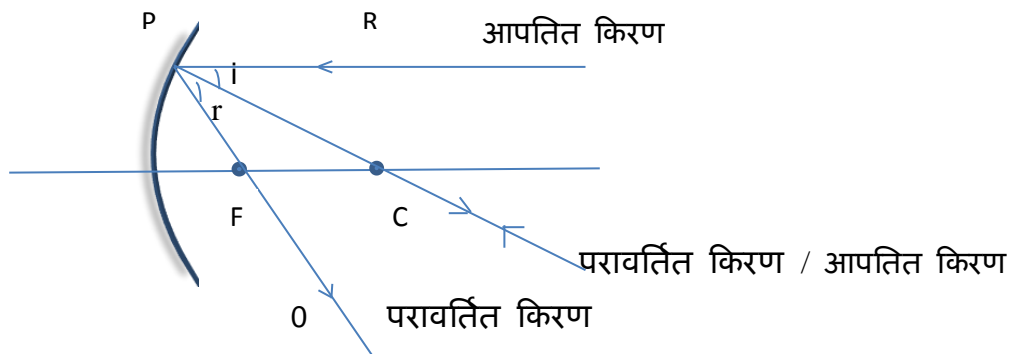 P R
आपतित किरण
i
r
F C
परावर्तित किरण / आपतित किरण
0 परावर्तित किरण